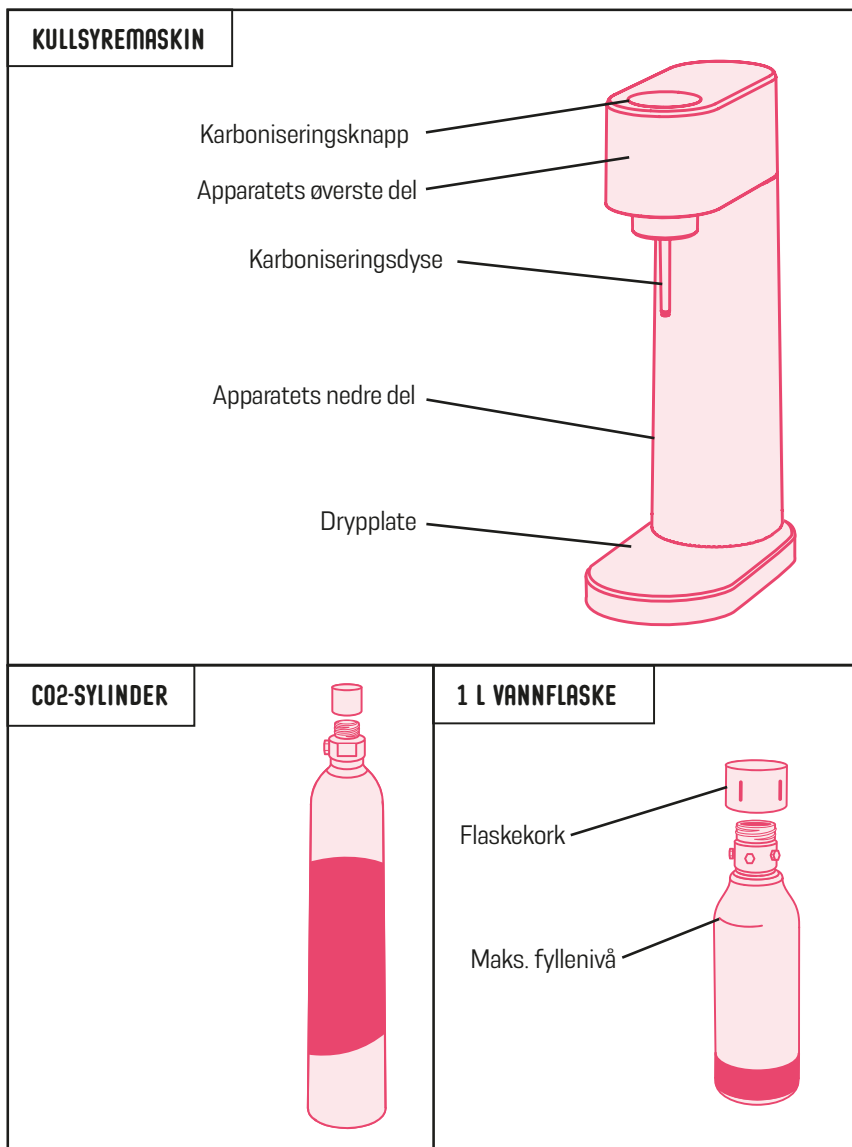 KULLSYREMASKIN
Karboniseringsknapp
Apparatets øverste del
Karboniseringsdyse
Apparatets nedre del
Drypplate
CO2-SYLINDER
1 L VANNFLASKE
Flaskekork
Maks. fyllenivå